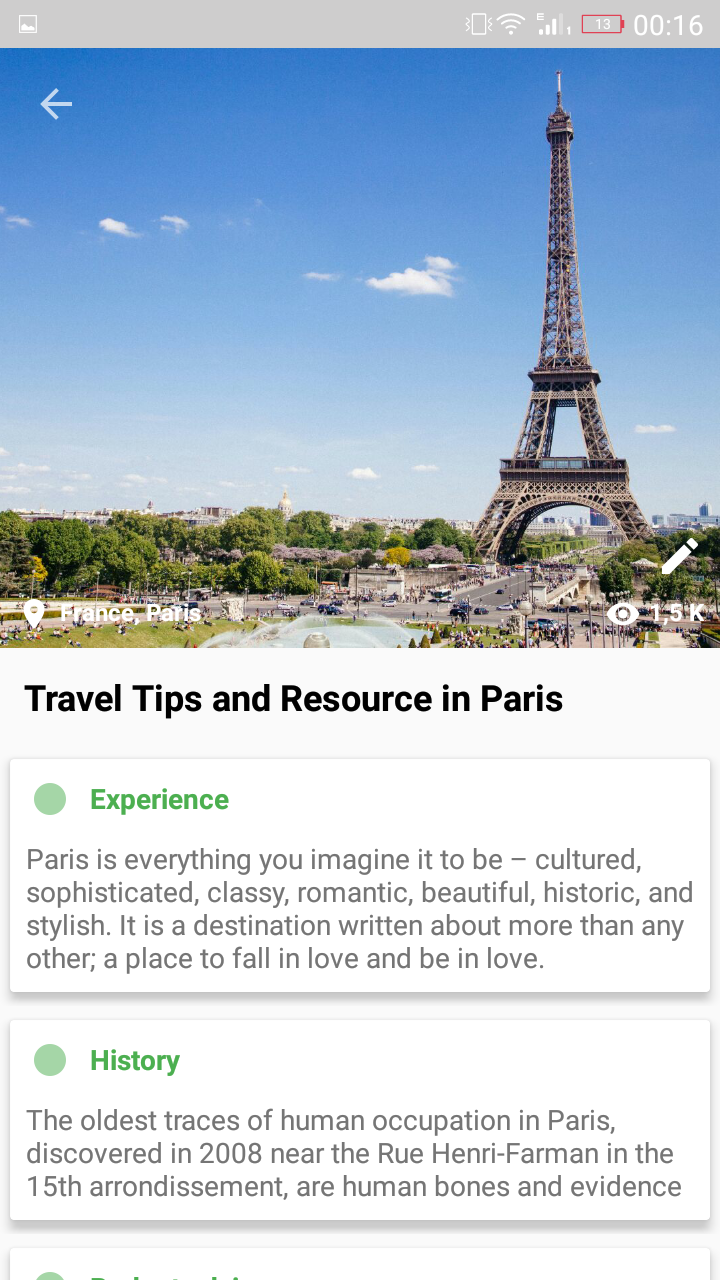 E
1
13
00:16
France, Paris
1,5 K
Travel Tips and Resource in Paris
Experience
Paris is everything you imagine it to be – cultured,
sophisticated, classy, romantic, beautiful, historic, and
stylish. It is a destination written about more than any
other; a place to fall in love and be in love.
History
The oldest traces of human occupation in Paris,
discovered in 2008 near the Rue Henri-Farman in the
15th arrondissement, are human bones and evidence